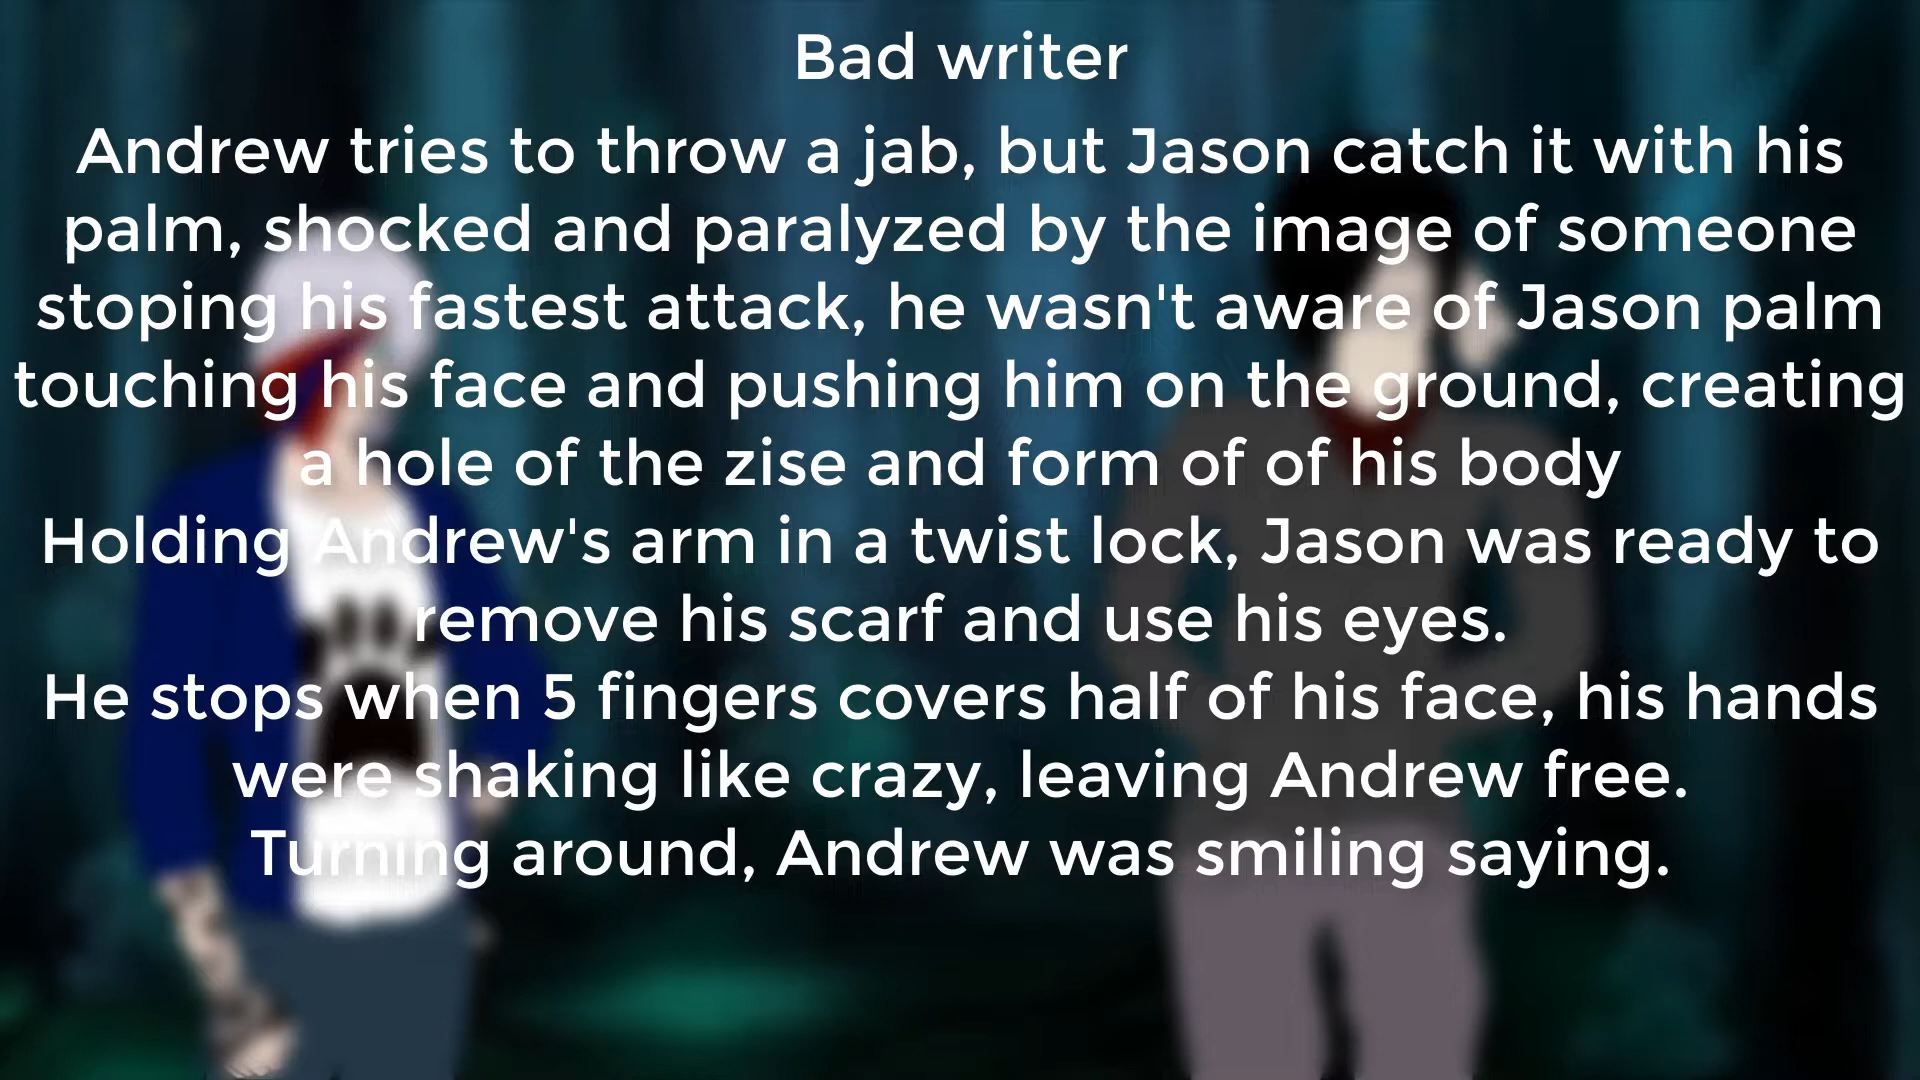 Bad writer
Andrew tries to throw a jab, but Jason catch it with his
palm, shocked and paralyzed by the image of someone
stoping his fastest attack, he wasn't aware of Jason palm
touching his face and pushing him on the ground, creating
a hole of the zise and form of of his body
Holding Andrew's arm in a twist lock, Jason was ready to
remove his scarf and use his eyes.
He stops when 5 fingers covers half of his face, his hands
were shaking like crazy, leaving Andrew free.
Turning around, Andrew was smiling saying.